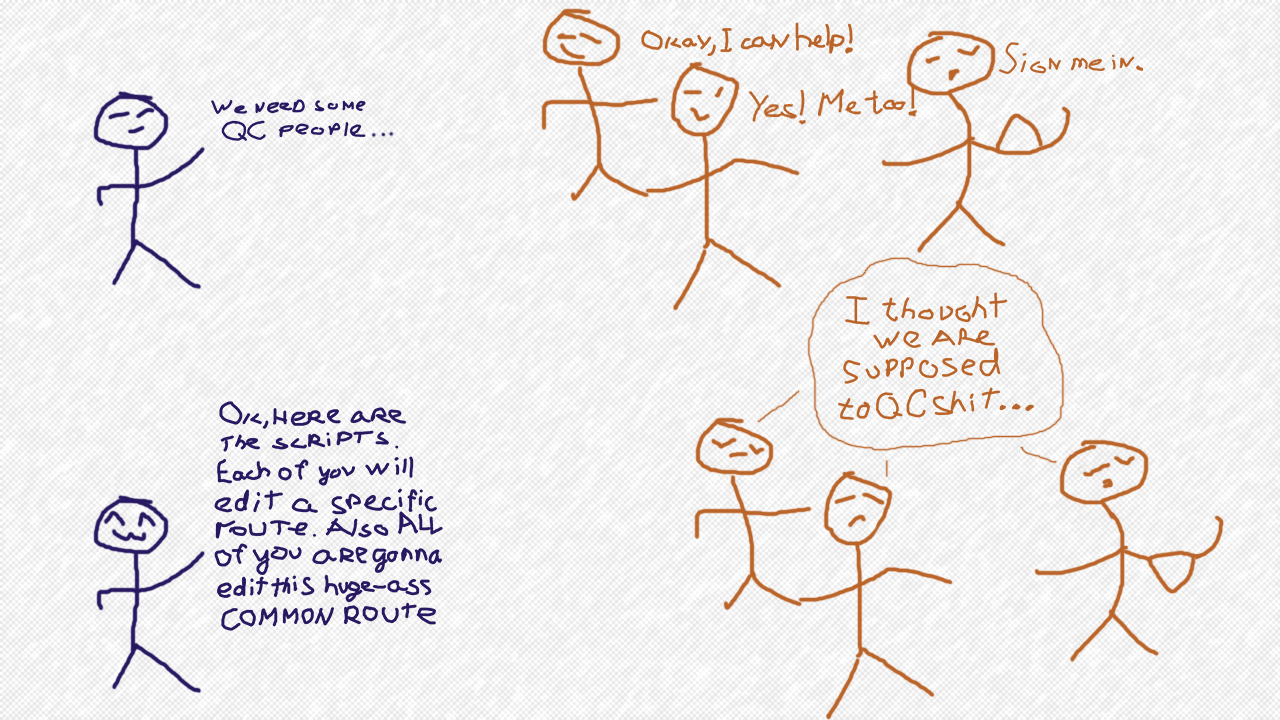 We need some
QC people...
Okay, I can help!
Yes! Me too!
Sign me in.
Ok, here are
the scripts.
Each of you will
edit a specific
route. Also ALL
of you are gonna
edit this huge-ass
COMMON ROUTE
I thought
we are
supposed
to QC shit...